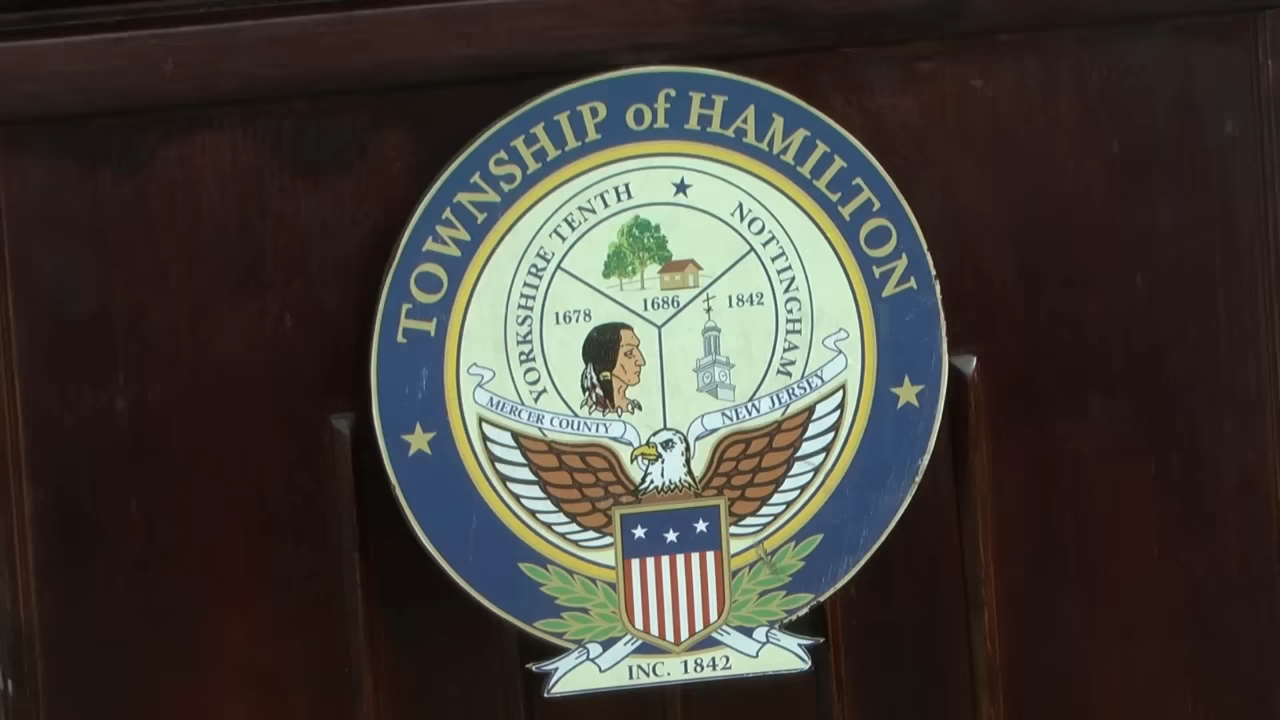 TOWNSHIP of HAMILTON
YORKSHIRE TENTH
NOTTINGHAM
1686
1678
1842
MERCER COUNTY
NEW JERSEY
INC. 1842